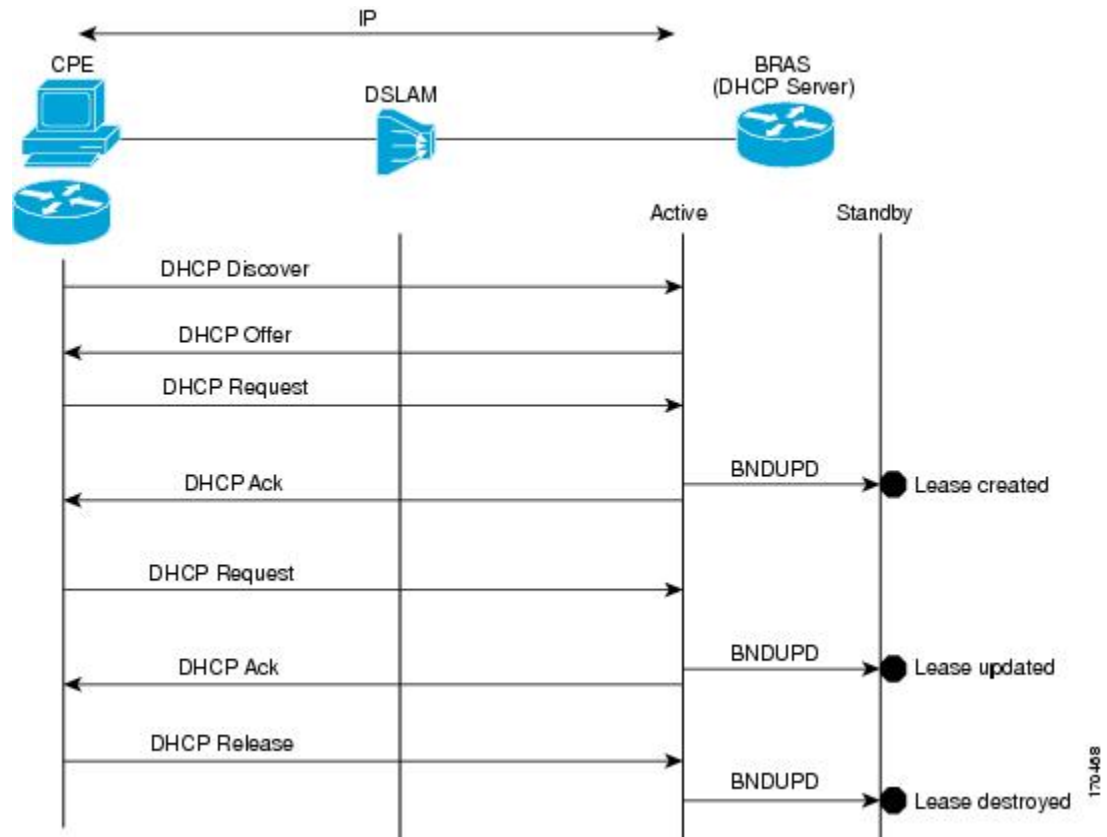 IP
CPE
DSLAM
BRAS
(DHCP Server)
Active
Standby
DHCP Discover
DHCP Offer
DHCP Request
BNDUPD
DHCP Ack
Lease created
DHCP Request
BNDUPD
DHCP Ack
Lease updated
DHCP Release
BNDUPD
Lease destroyed
170468